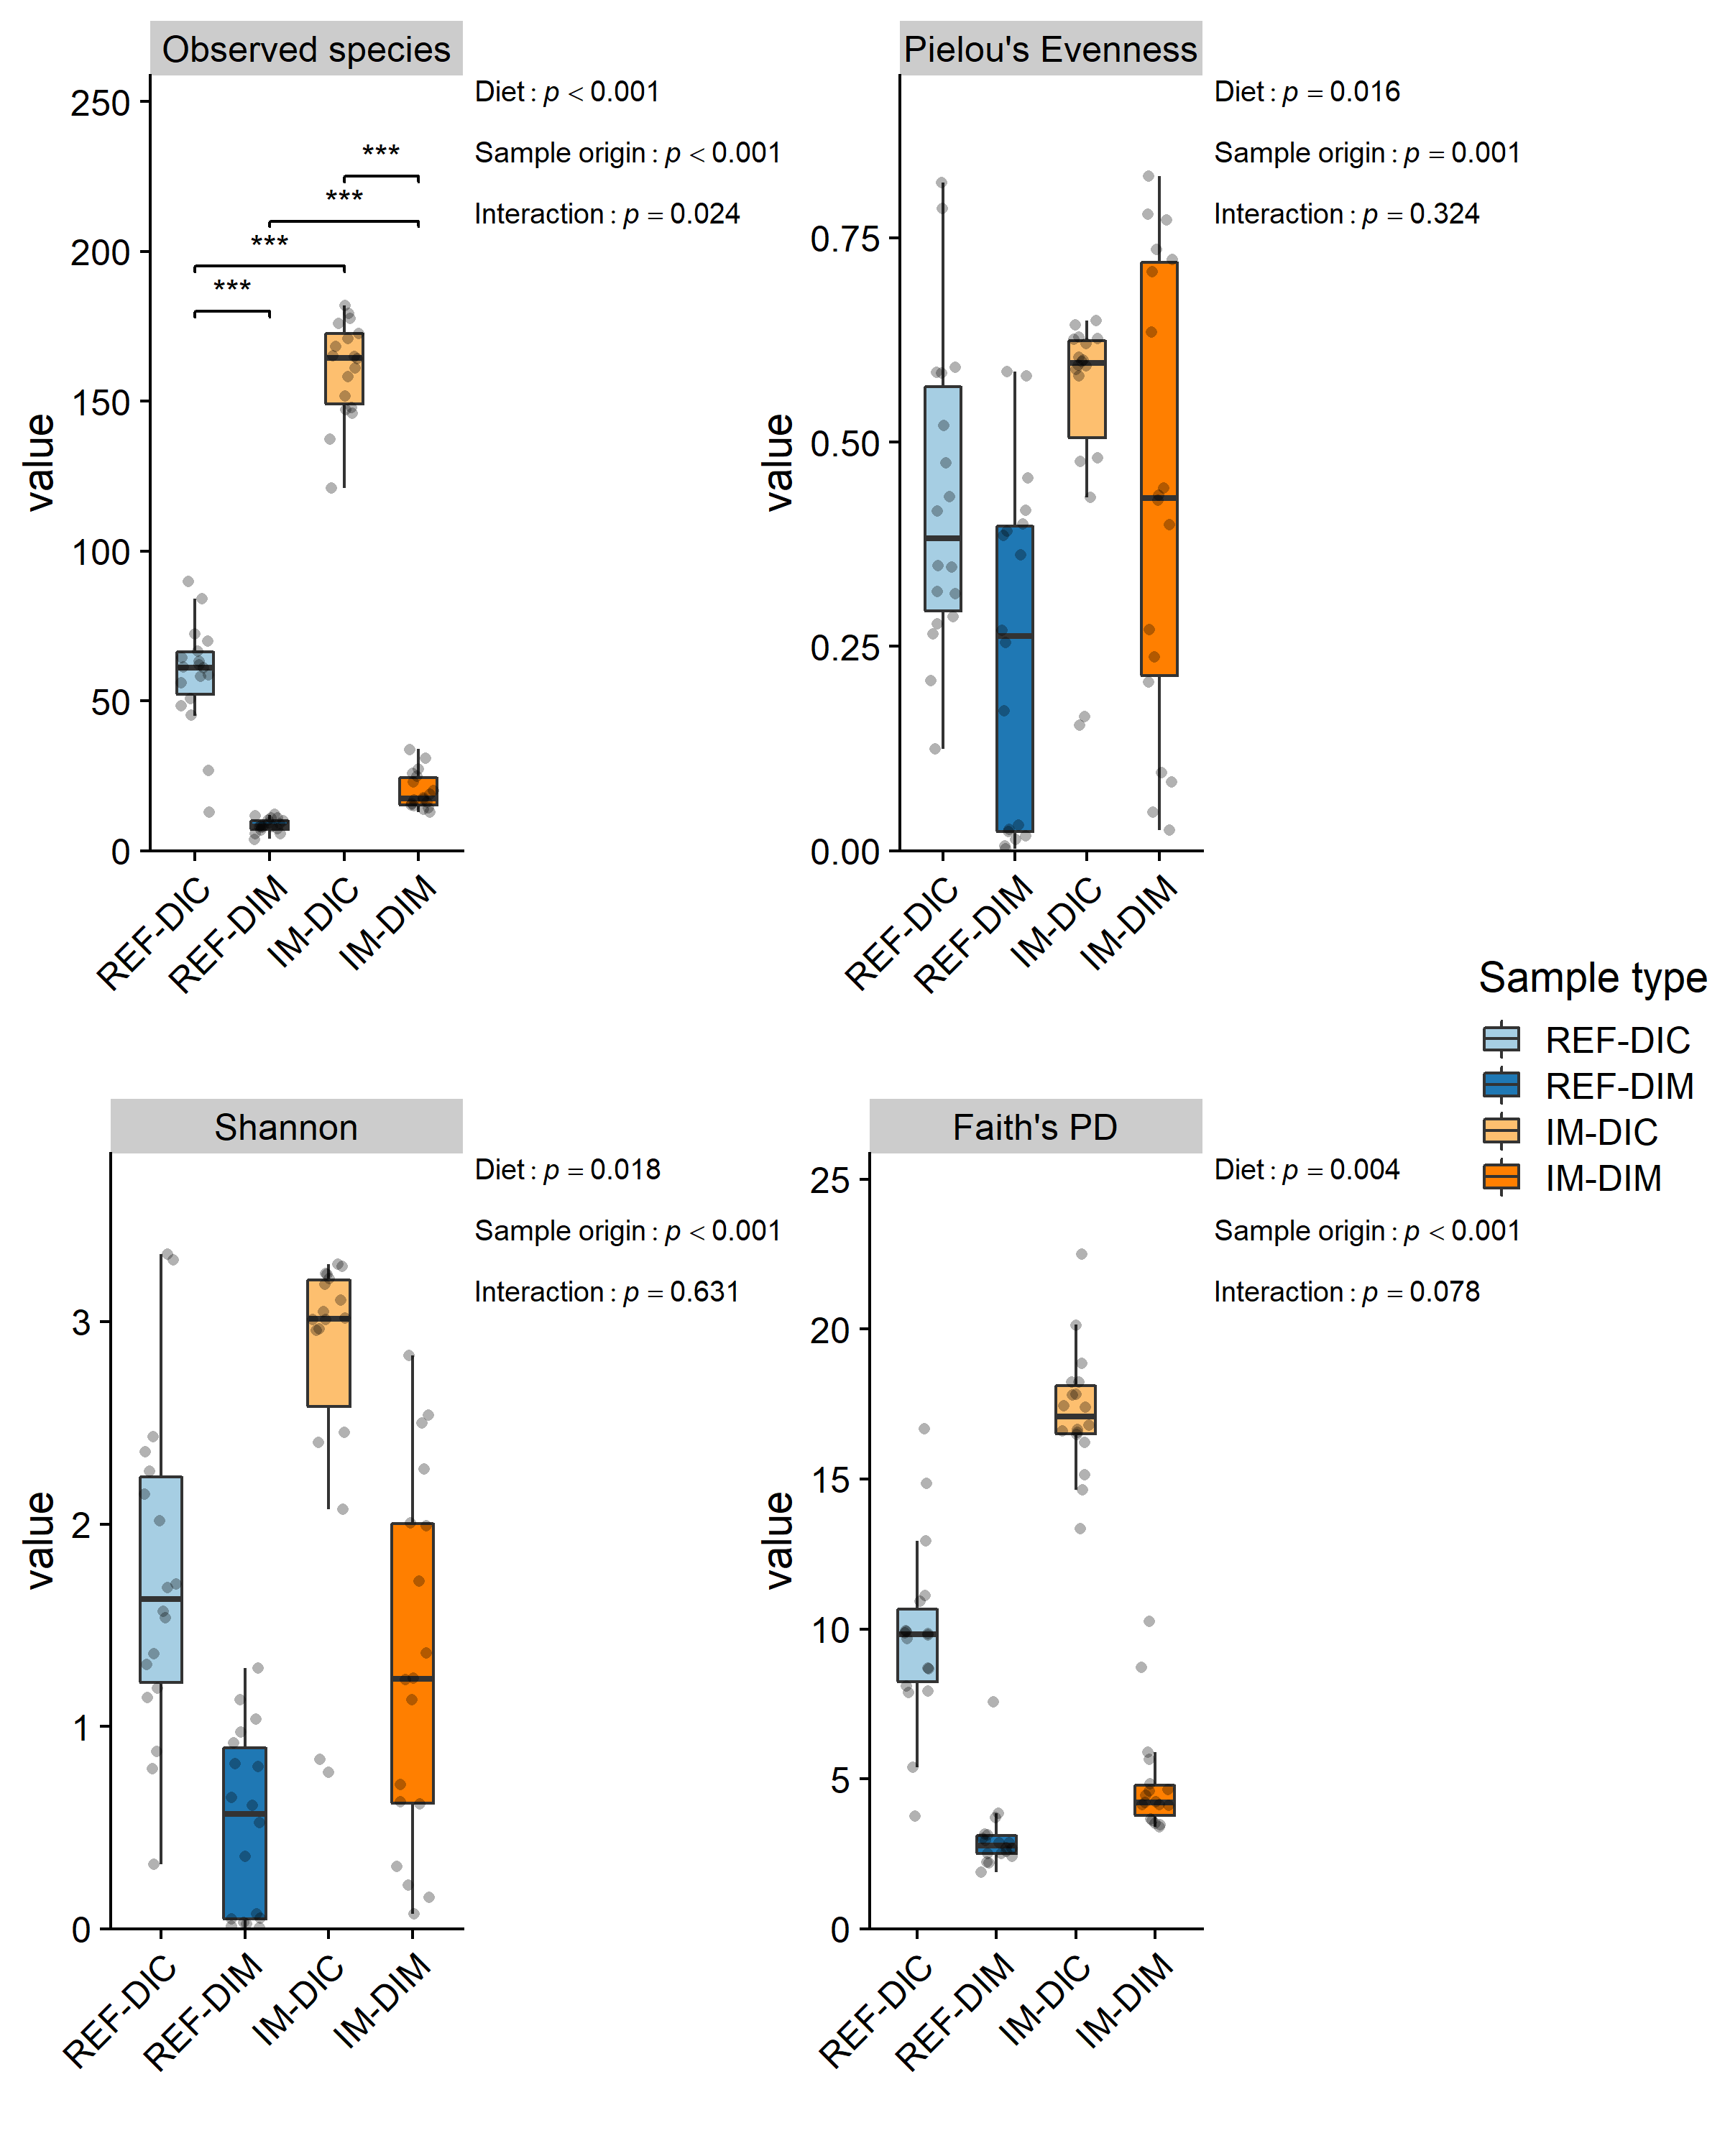 Observed species
value
250
200
150
100
50
0
***
***
***
***
REF-DIC
REF-DIM
IM-DIC
IM-DIM
Diet: p < 0.001
Sample origin: p < 0.001
Interaction: p = 0.024
Pielou's Evenness
value
0.75
0.50
0.25
0.00
REF-DIC
REF-DIM
IM-DIC
IM-DIM
Diet: p = 0.016
Sample origin: p = 0.001
Interaction: p = 0.324
Shannon
value
3
2
1
0
REF-DIC
REF-DIM
IM-DIC
IM-DIM
Diet: p = 0.018
Sample origin: p < 0.001
Interaction: p = 0.631
Faith's PD
value
25
20
15
10
5
0
REF-DIC
REF-DIM
IM-DIC
IM-DIM
Diet: p = 0.004
Sample origin: p < 0.001
Interaction: p = 0.078
Sample type
REF-DIC
REF-DIM
IM-DIC
IM-DIM